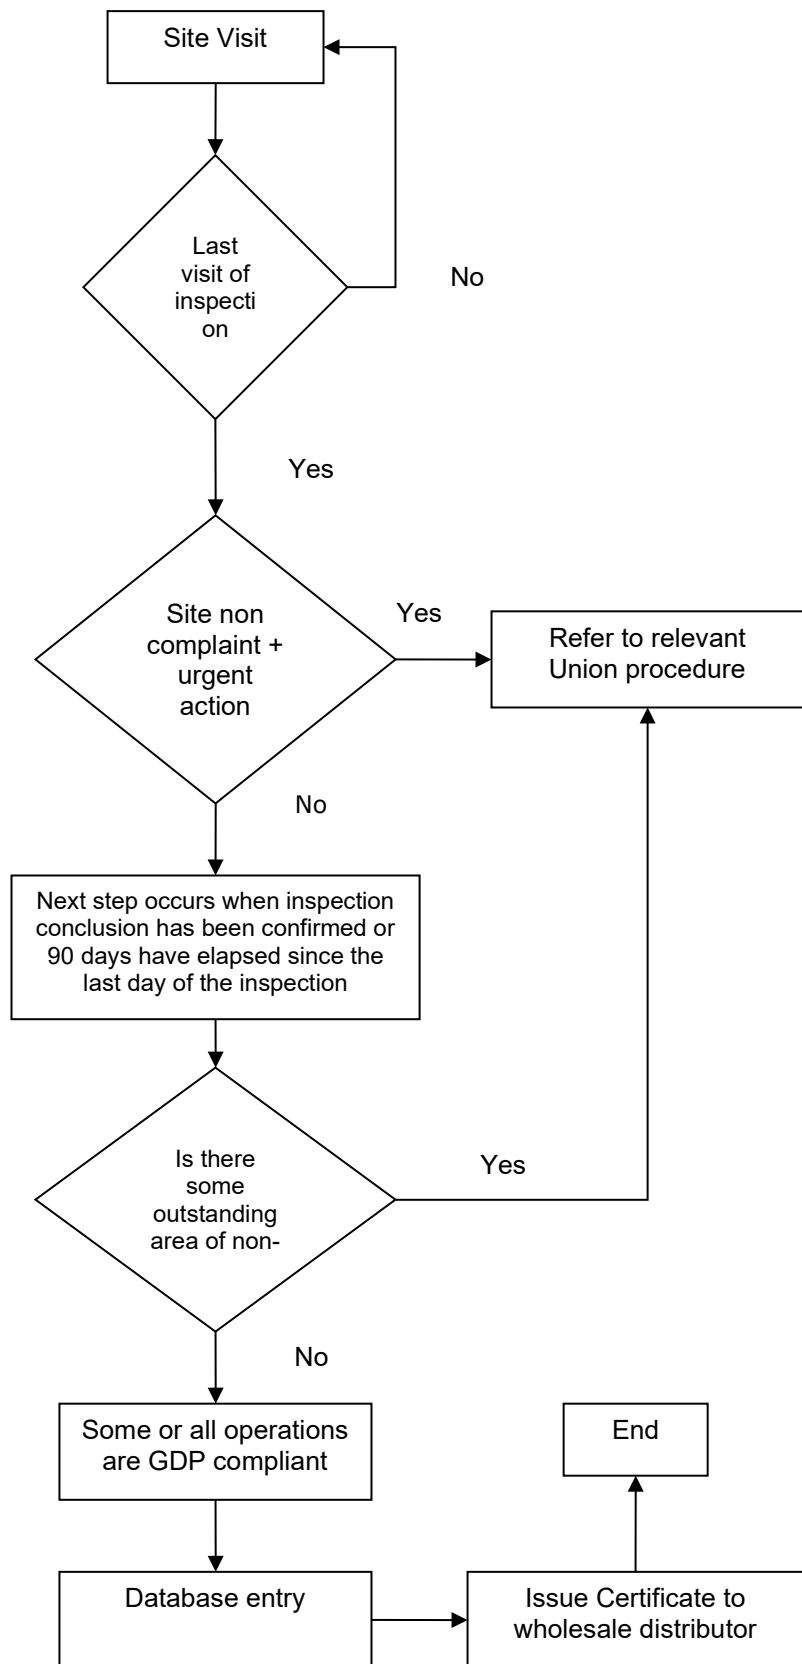 Site Visit
Last
visit of
inspecti
on
No
Yes
Site non
complaint +
urgent
action
Yes
Refer to relevant
Union procedure
No
Next step occurs when inspection
conclusion has been confirmed or
90 days have elapsed since the
last day of the inspection
Is there
some
outstanding
area of non-
Yes
No
Some or all operations
are GDP compliant
End
Database entry
Issue Certificate to
wholesale distributor